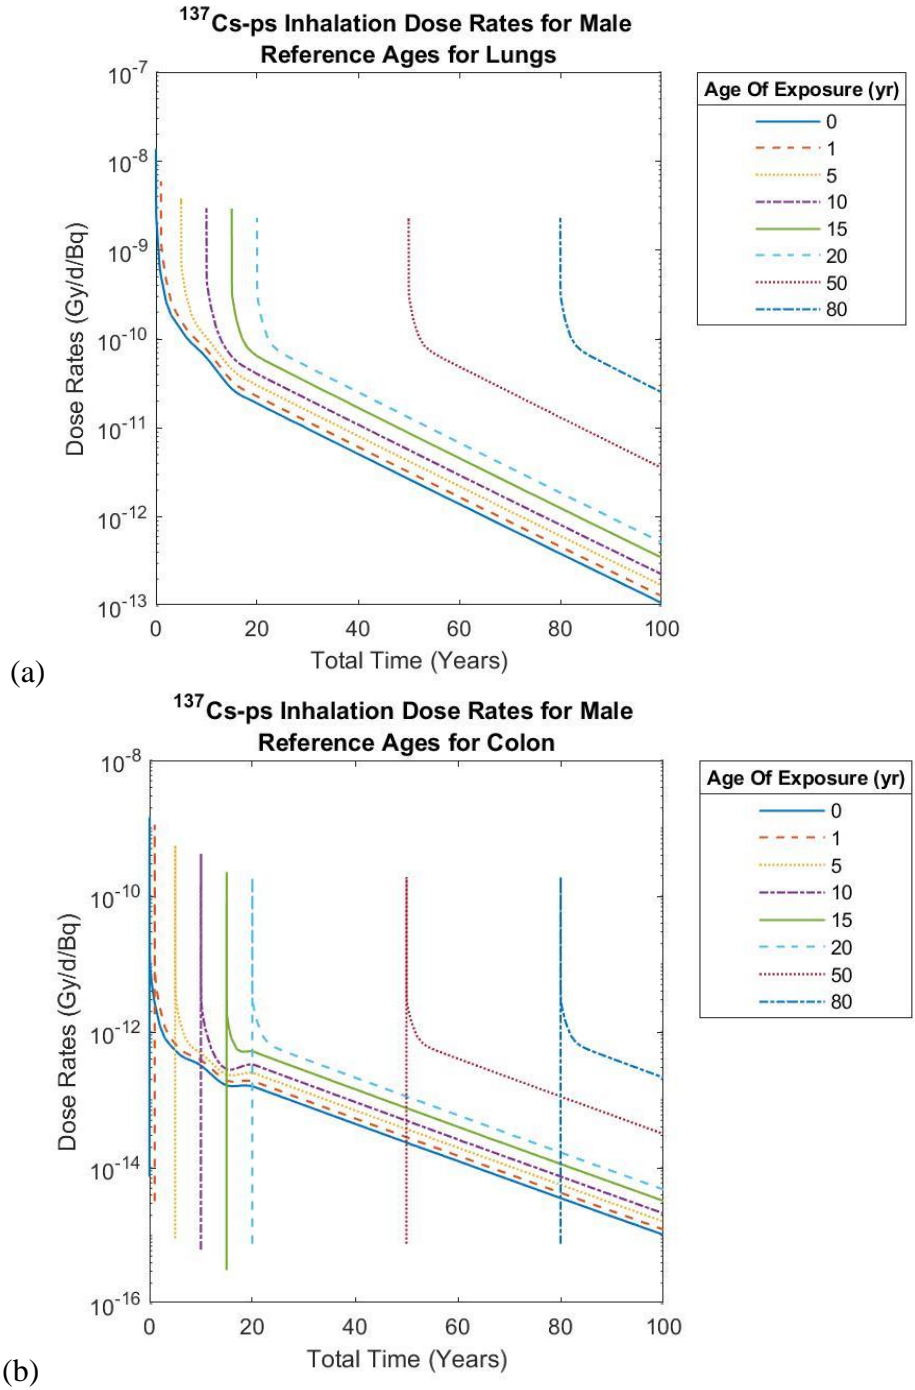 ¹³⁷Cs-ps Inhalation Dose Rates for Male
Reference Ages for Lungs
Dose Rates (Gy/d/Bq)
10⁻⁷
10⁻⁸
10⁻⁹
10⁻¹⁰
10⁻¹¹
10⁻¹²
10⁻¹³
0 20 40 60 80 100
Total Time (Years)
Age Of Exposure (yr)
0
1
5
10
15
20
50
80
(a)
¹³⁷Cs-ps Inhalation Dose Rates for Male
Reference Ages for Colon
Dose Rates (Gy/d/Bq)
10⁻⁸
10⁻¹⁰
10⁻¹²
10⁻¹⁴
10⁻¹⁶
0 20 40 60 80 100
Total Time (Years)
Age Of Exposure (yr)
0
1
5
10
15
20
50
80
(b)